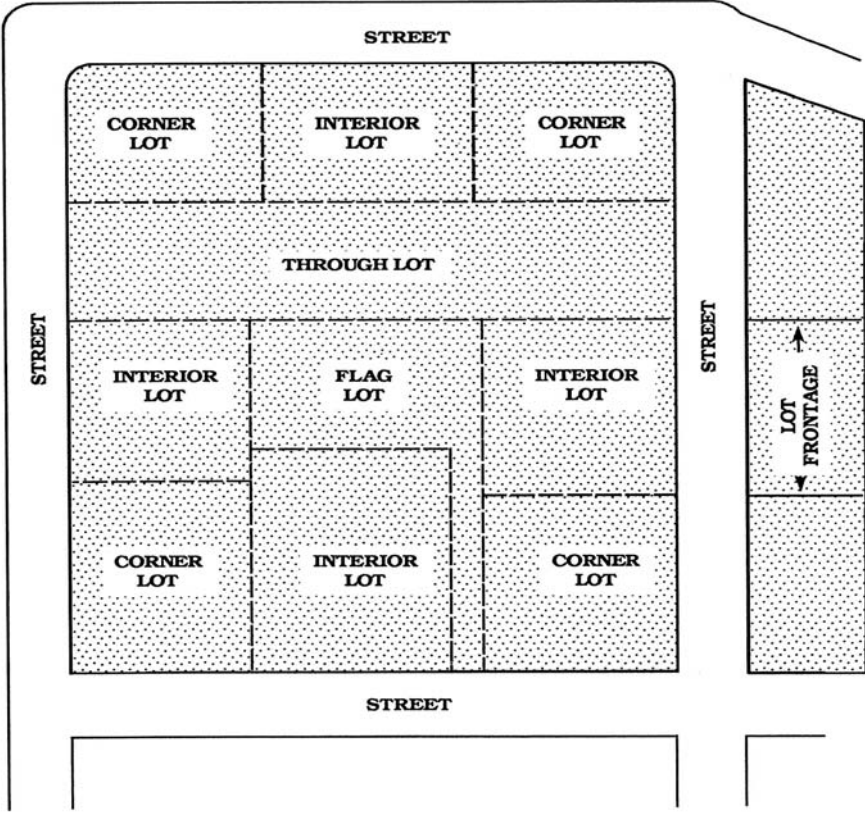 STREET
CORNER
LOT
INTERIOR
LOT
CORNER
LOT
THROUGH LOT
STREET
STREET
INTERIOR
LOT
FLAG
LOT
INTERIOR
LOT
LOT
FRONTAGE
CORNER
LOT
INTERIOR
LOT
CORNER
LOT
STREET